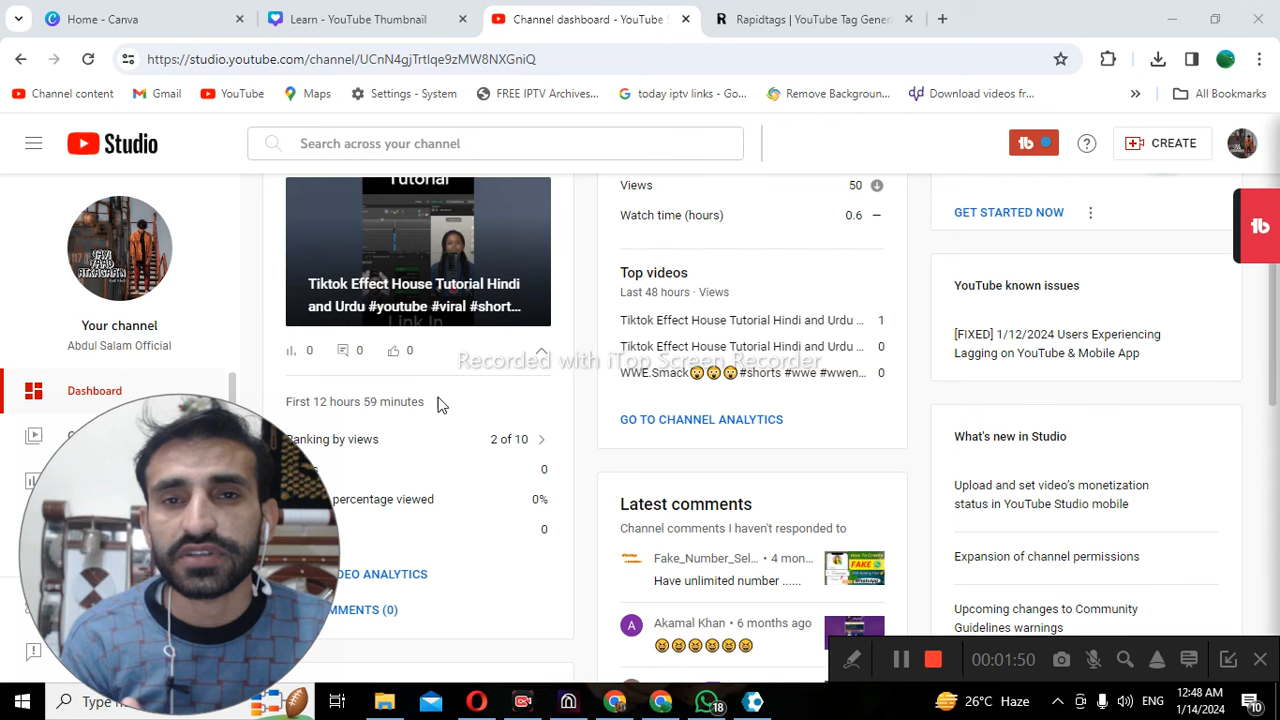 Home - Canva
Learn - YouTube Thumbnail
Channel dashboard - YouTube S
Rapidtags | YouTube Tag Gener
https://studio.youtube.com/channel/UCnN4gjTrtlqe9zMW8NXGniQ
Channel content
Gmail
YouTube
Maps
Settings - System
FREE IPTV Archives...
today iptv links - Go...
Remove Backgroun...
Download videos fr...
All Bookmarks
Studio
Search across your channel
CREATE
Your channel
Abdul Salam Official
Dashboard
Tutorial
Tiktok Effect House Tutorial Hindi
and Urdu #youtube #viral #short...
Link In
0 0 0
First 12 hours 59 minutes
Ranking by views 2 of 10
0
percentage viewed 0%
0
DEO ANALYTICS
MMENTS (0)
Views 50
Watch time (hours) 0.6
Top videos
Last 48 hours · Views
Tiktok Effect House Tutorial Hindi and Urdu ... 1
Tiktok Effect House Tutorial Hindi and Urdu ... 0
WWE.Smack😲😲😲#shorts #wwe #wwen... 0
GO TO CHANNEL ANALYTICS
Latest comments
Channel comments I haven't responded to
Fake_Number_Sel... • 4 mon...
Have unlimited number ......
A
Akamal Khan • 6 months ago
😆😆😆😆😆😆
GET STARTED NOW
YouTube known issues
[FIXED] 1/12/2024 Users Experiencing
Lagging on YouTube & Mobile App
What's new in Studio
Upload and set video's monetization
status in YouTube Studio mobile
Expansion of channel permissions
Upcoming changes to Community
Guidelines warnings
Recorded with iTop Screen Recorder
00:01:50
Type
18
26°C Haze
ENG
12:48 AM
1/14/2024
10